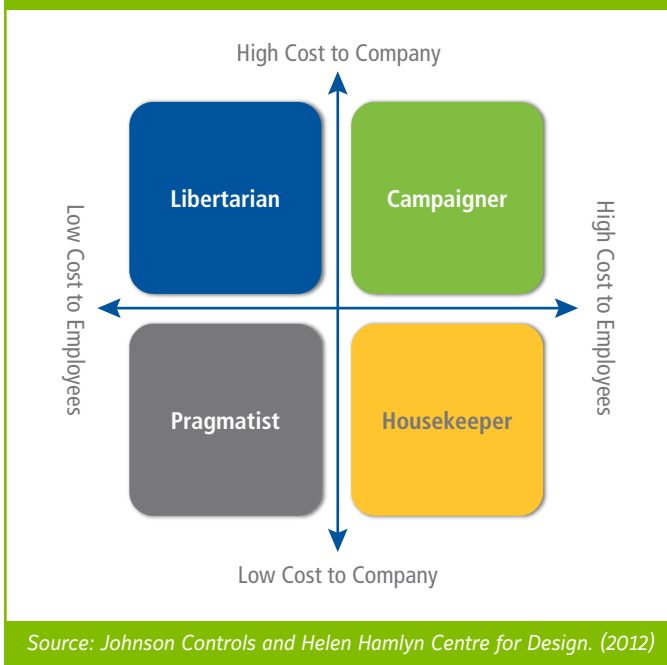 High Cost to Company
Libertarian
Campaigner
Low Cost to Employees
High Cost to Employees
Pragmatist
Housekeeper
Low Cost to Company
Source: Johnson Controls and Helen Hamlyn Centre for Design. (2012)